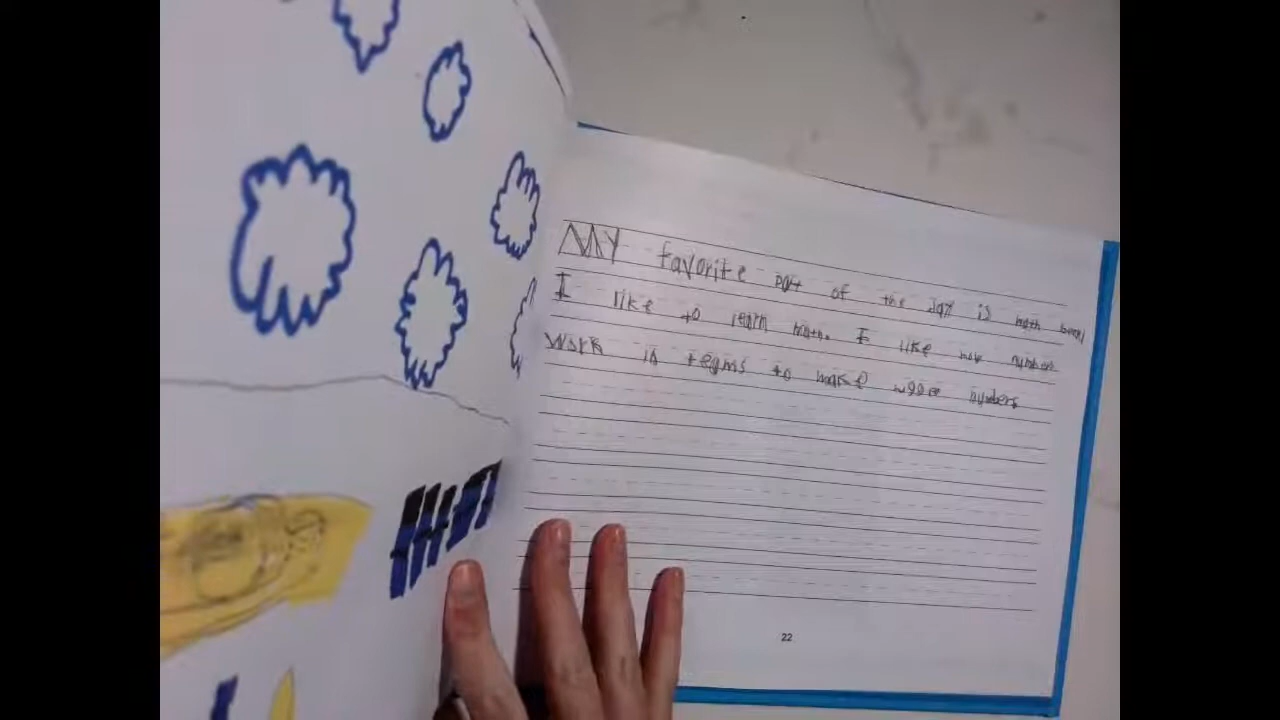 My favorite part of the day is math because
I like to learn math. I like how numbers
work in teams to make more numbers
22